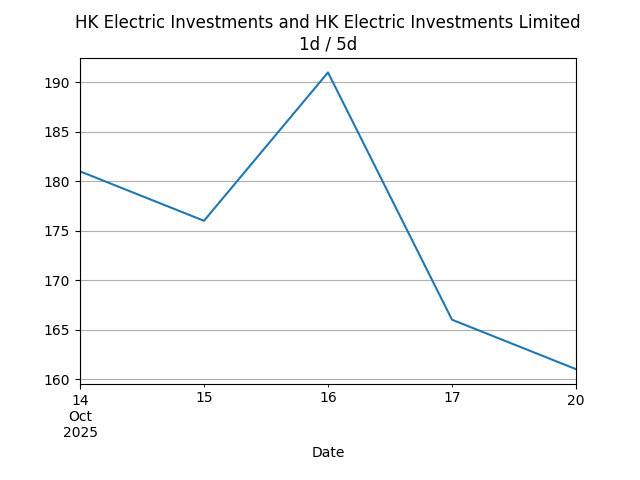 HK Electric Investments and HK Electric Investments Limited
1d / 5d
190
185
180
175
170
165
160
14 15 16 17 20
Oct
2025
Date